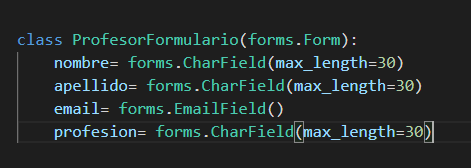 class ProfesorFormulario(forms.Form):
    nombre= forms.CharField(max_length=30)
    apellido= forms.CharField(max_length=30)
    email= forms.EmailField()
    profesion= forms.CharField(max_length=30)